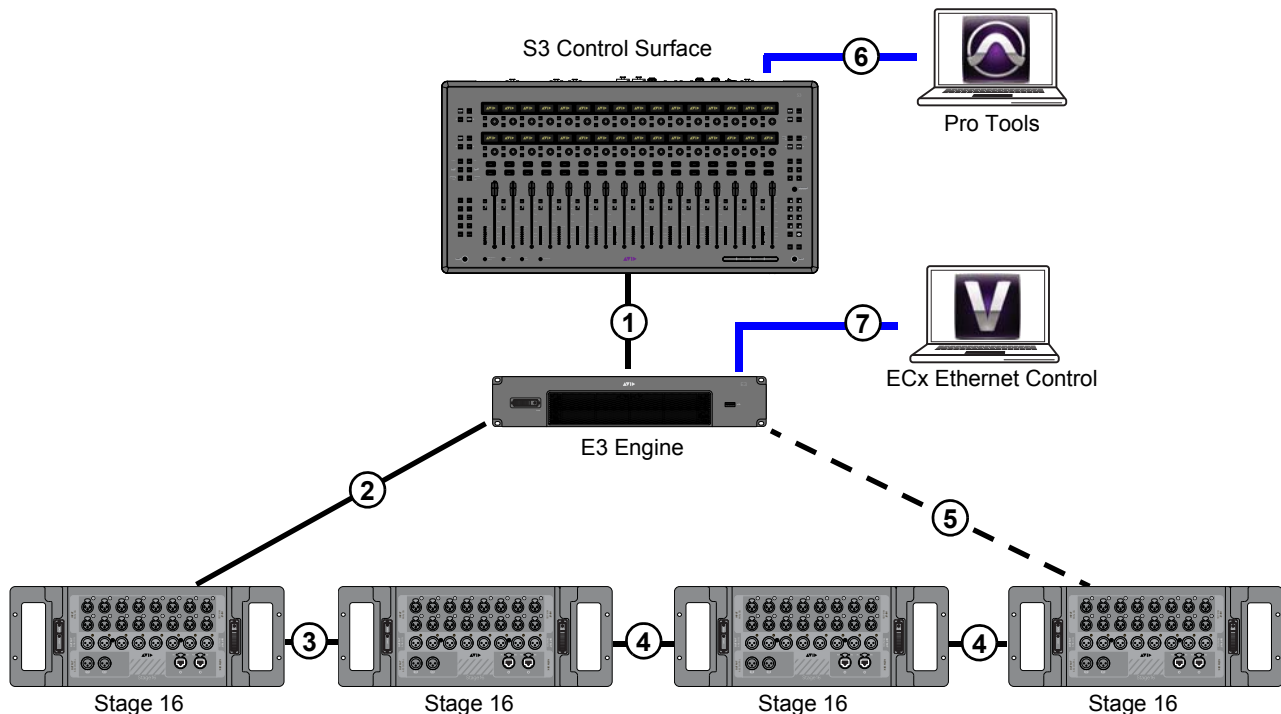 S3 Control Surface
6
Pro Tools
1
7
ECx Ethernet Control
E3 Engine
2
5
3
4
4
Stage 16
Stage 16
Stage 16
Stage 16